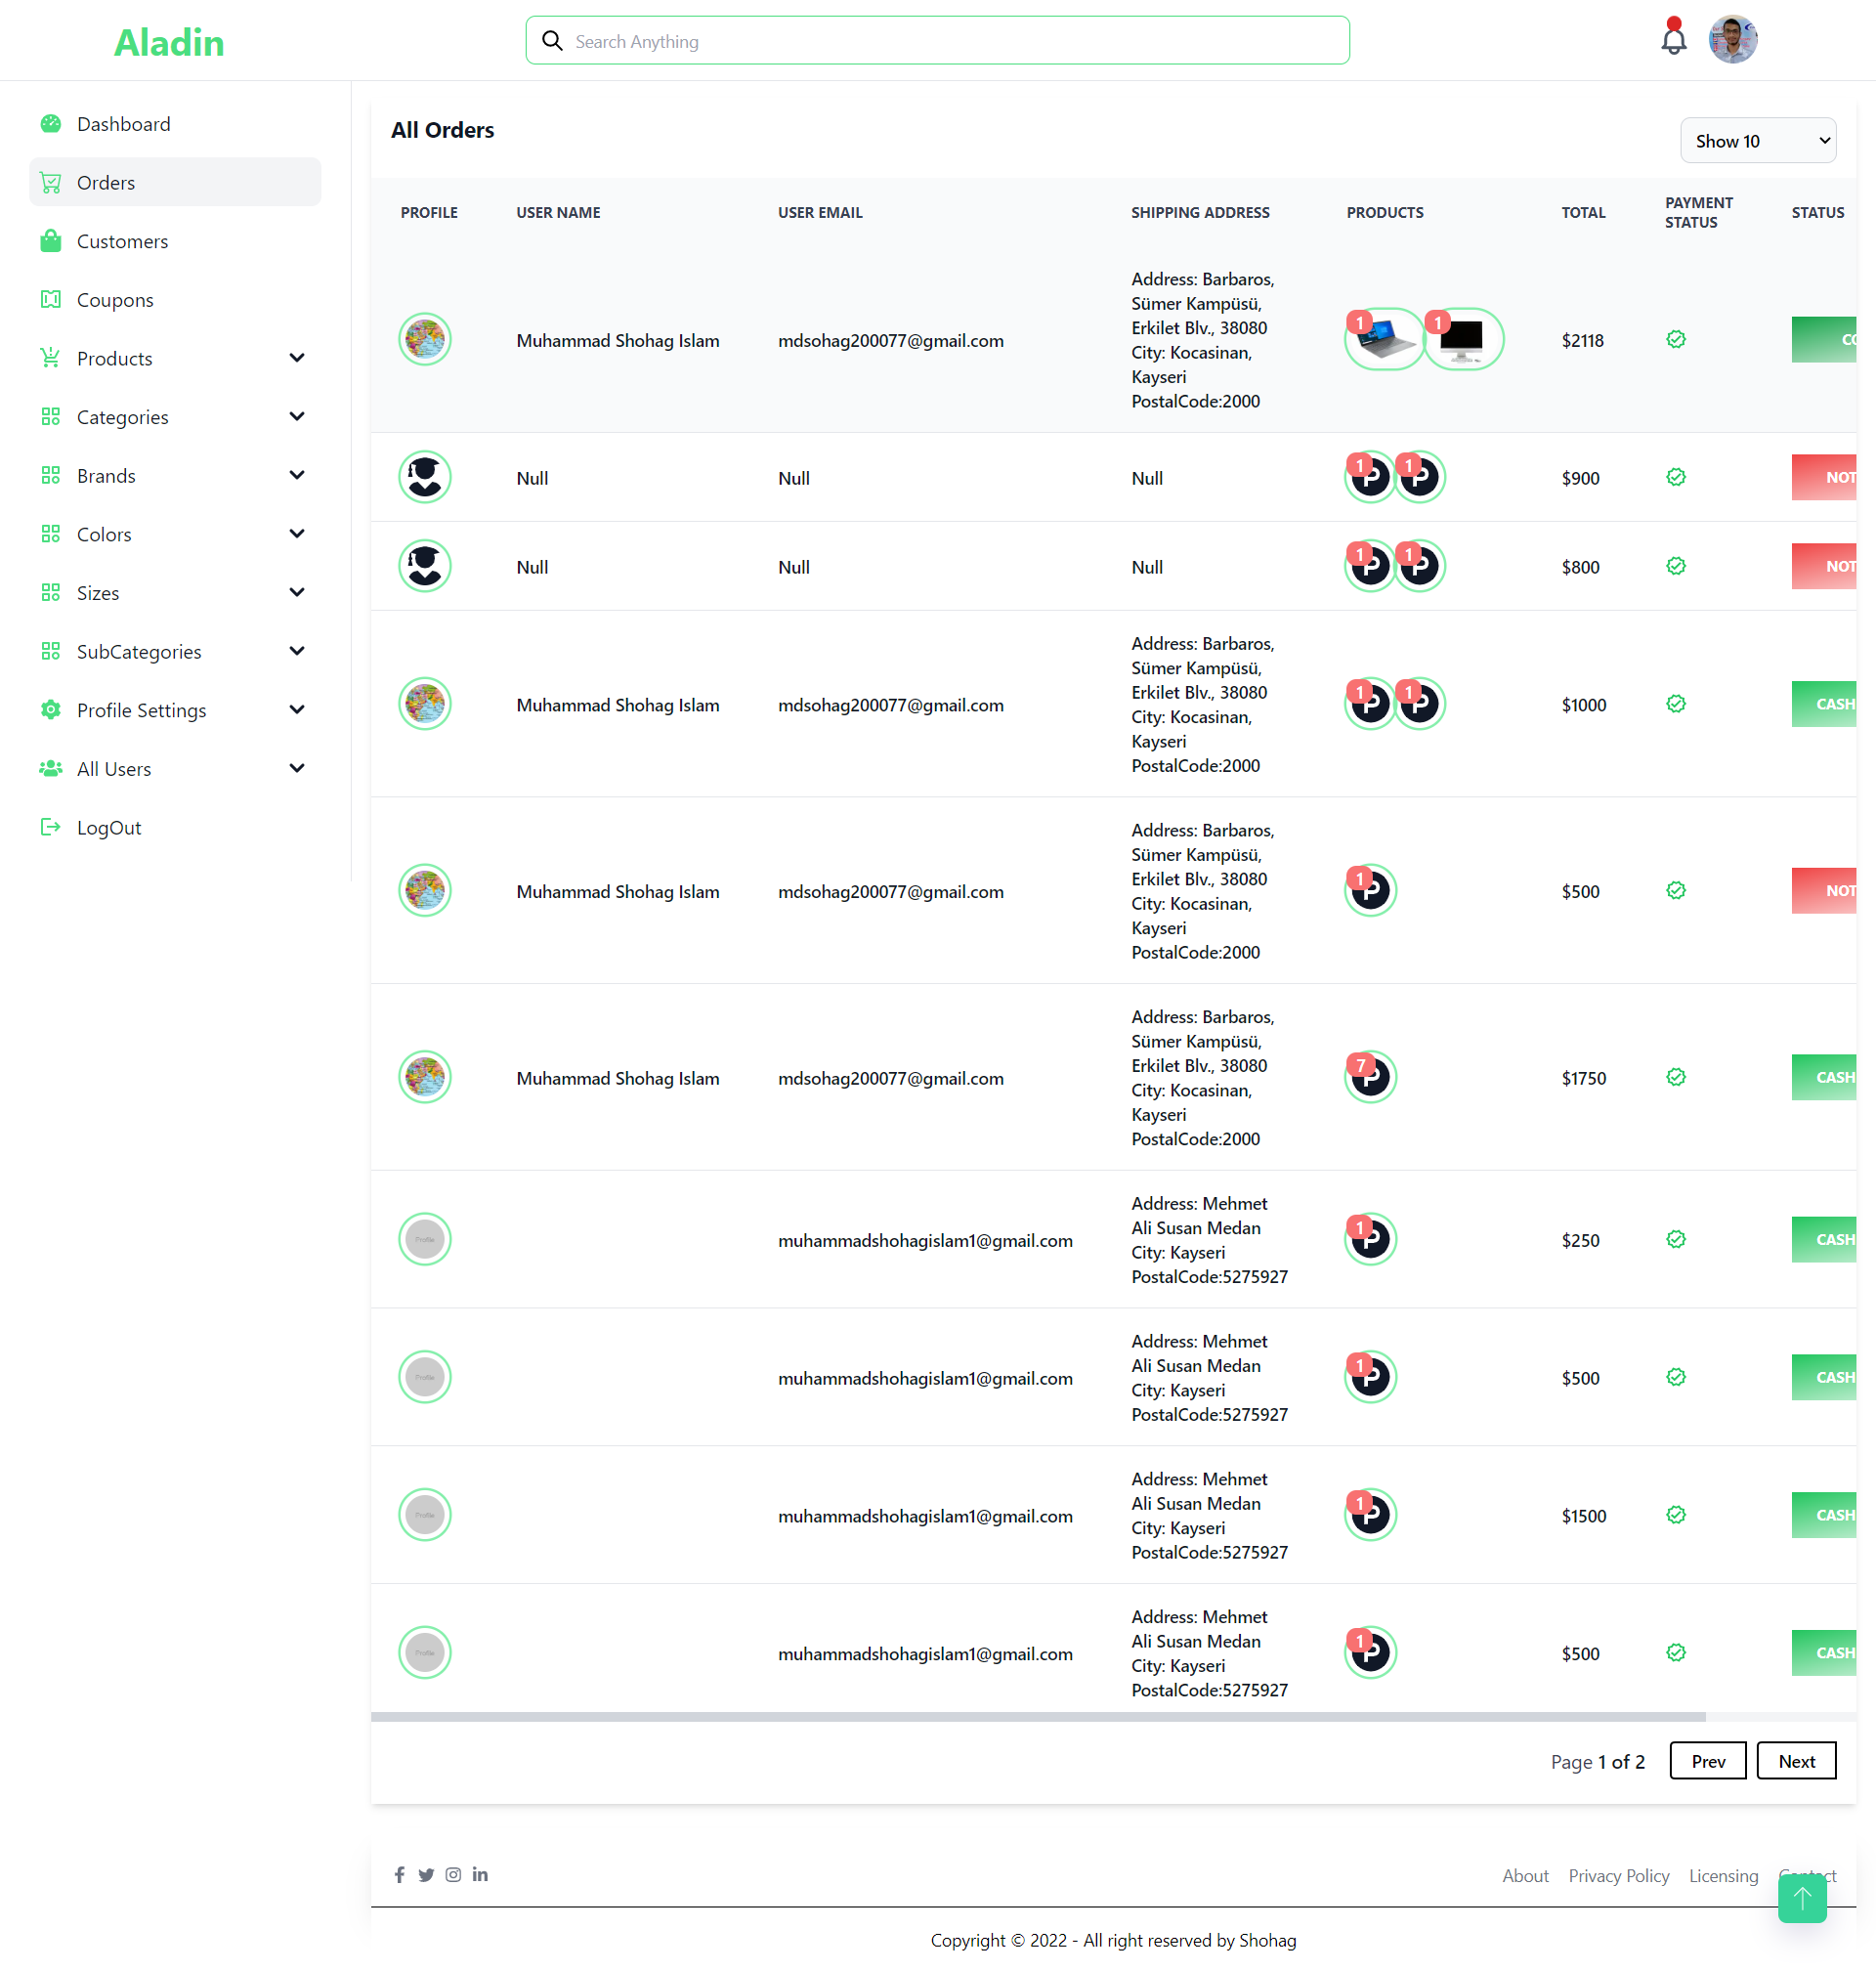 Aladin
Search Anything
Dashboard
Orders
Customers
Coupons
Products
Categories
Brands
Colors
Sizes
SubCategories
Profile Settings
All Users
LogOut
All Orders
Show 10
PROFILE USER NAME USER EMAIL SHIPPING ADDRESS PRODUCTS TOTAL PAYMENT STATUS STATUS
Address: Barbaros,
Sümer Kampüsü,
Erkilet Blv., 38080
City: Kocasinan,
Kayseri
PostalCode:2000
Muhammad Shohag Islam mdsohag200077@gmail.com 1 1 $2118 CO
Null Null Null 1 P 1 P $900 NOT
Null Null Null 1 P 1 P $800 NOT
Address: Barbaros,
Sümer Kampüsü,
Erkilet Blv., 38080
City: Kocasinan,
Kayseri
PostalCode:2000
Muhammad Shohag Islam mdsohag200077@gmail.com 1 P 1 P $1000 CASH
Address: Barbaros,
Sümer Kampüsü,
Erkilet Blv., 38080
City: Kocasinan,
Kayseri
PostalCode:2000
Muhammad Shohag Islam mdsohag200077@gmail.com 1 P $500 NOT
Address: Barbaros,
Sümer Kampüsü,
Erkilet Blv., 38080
City: Kocasinan,
Kayseri
PostalCode:2000
Muhammad Shohag Islam mdsohag200077@gmail.com 7 P $1750 CASH
Address: Mehmet
Ali Susan Medan
City: Kayseri
PostalCode:5275927
Profile muhammadshohagislam1@gmail.com 1 P $250 CASH
Address: Mehmet
Ali Susan Medan
City: Kayseri
PostalCode:5275927
Profile muhammadshohagislam1@gmail.com 1 P $500 CASH
Address: Mehmet
Ali Susan Medan
City: Kayseri
PostalCode:5275927
Profile muhammadshohagislam1@gmail.com 1 P $1500 CASH
Address: Mehmet
Ali Susan Medan
City: Kayseri
PostalCode:5275927
Profile muhammadshohagislam1@gmail.com 1 P $500 CASH
Page 1 of 2 Prev Next
About Privacy Policy Licensing Contact
Copyright © 2022 - All right reserved by Shohag